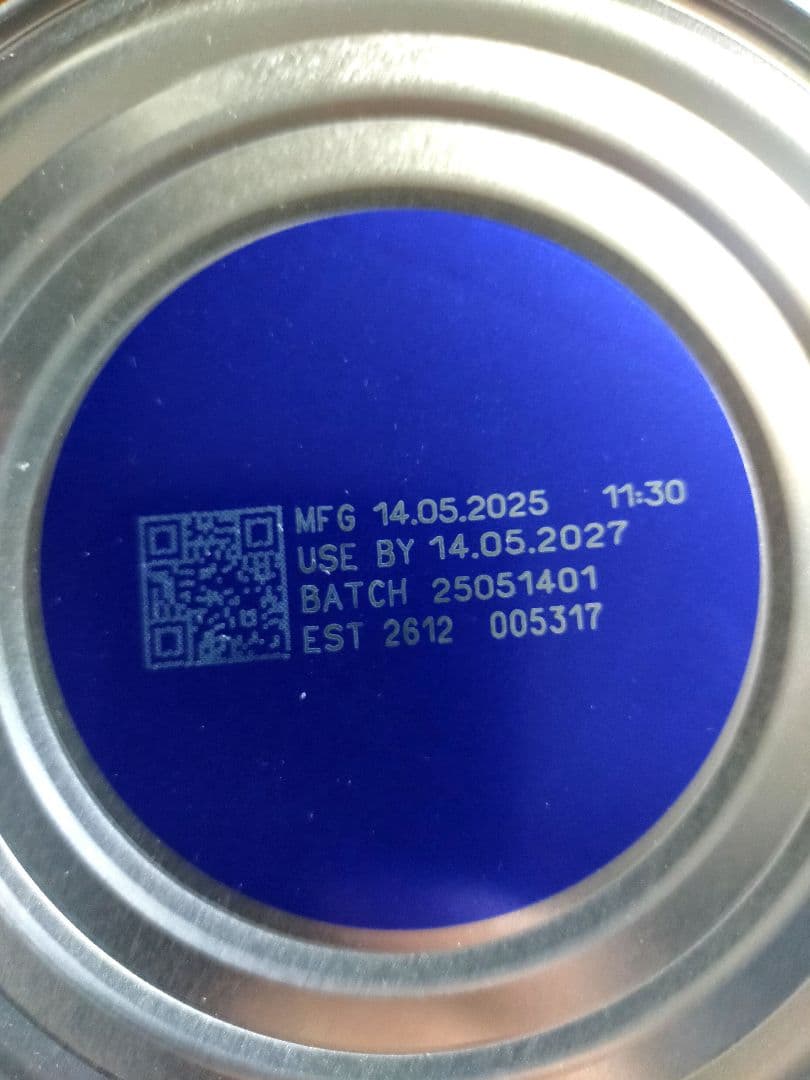 MFG 14.05.2025 11:30
USE BY 14.05.2027
BATCH 25051401
EST 2612 005317